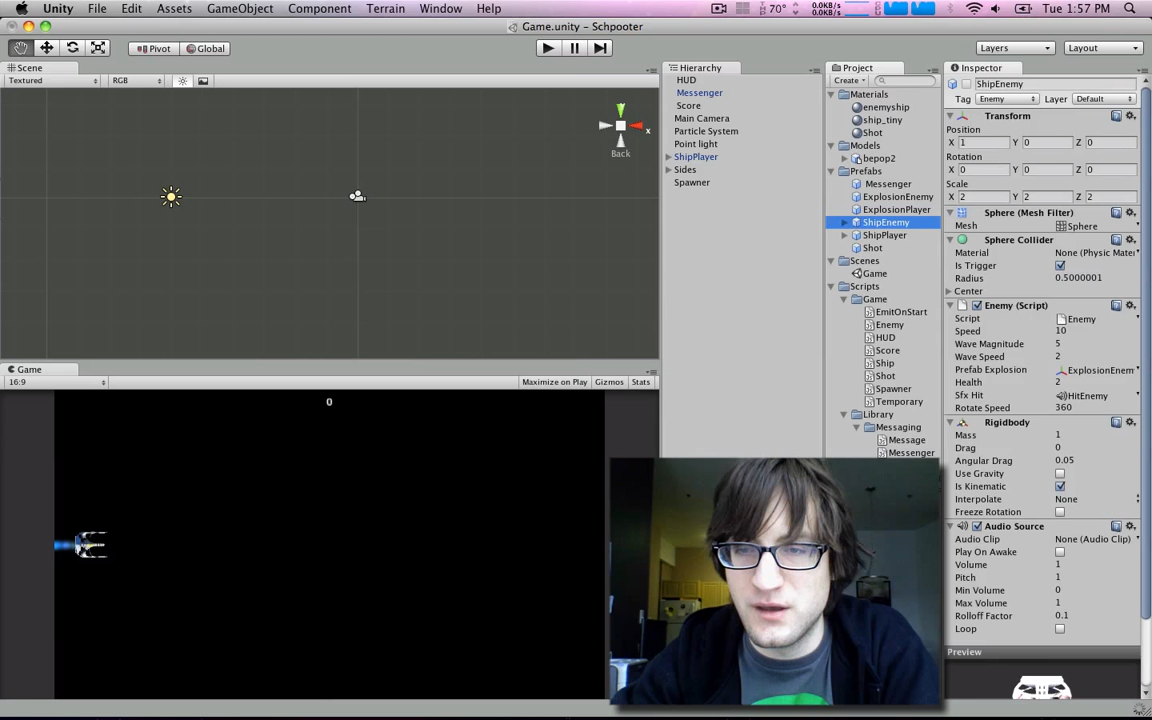 Unity File Edit Assets GameObject Component Terrain Window Help
70° 0.0KB/s 0.0KB/s Tue 1:57 PM
Game.unity - Schpooter
Pivot Global Layers Layout
Scene
Textured RGB
x
Back
Game
16:9 Maximize on Play Gizmos Stats
0
Hierarchy
HUD
Messenger
Score
Main Camera
Particle System
Point light
ShipPlayer
Sides
Spawner
Project
Create
Materials
enemyship
ship_tiny
Shot
Models
bepop2
Prefabs
Messenger
ExplosionEnemy
ExplosionPlayer
ShipEnemy
ShipPlayer
Shot
Scenes
Game
Scripts
Game
EmitOnStart
Enemy
HUD
Score
Ship
Shot
Spawner
Temporary
Library
Messaging
Message
Messenger
Inspector
ShipEnemy
Tag Enemy Layer Default
Transform
Position
X 1 Y 0 Z 0
Rotation
X 0 Y 0 Z 0
Scale
X 2 Y 2 Z 2
Sphere (Mesh Filter)
Mesh Sphere
Sphere Collider
Material None (Physic Mater
Is Trigger
Radius 0.5000001
Center
Enemy (Script)
Script Enemy
Speed 10
Wave Magnitude 5
Wave Speed 2
Prefab Explosion ExplosionEnem
Health 2
Sfx Hit HitEnemy
Rotate Speed 360
Rigidbody
Mass 1
Drag 0
Angular Drag 0.05
Use Gravity
Is Kinematic
Interpolate None
Freeze Rotation
Audio Source
Audio Clip None (Audio Clip)
Play On Awake
Volume 1
Pitch 1
Min Volume 0
Max Volume 1
Rolloff Factor 0.1
Loop
Preview